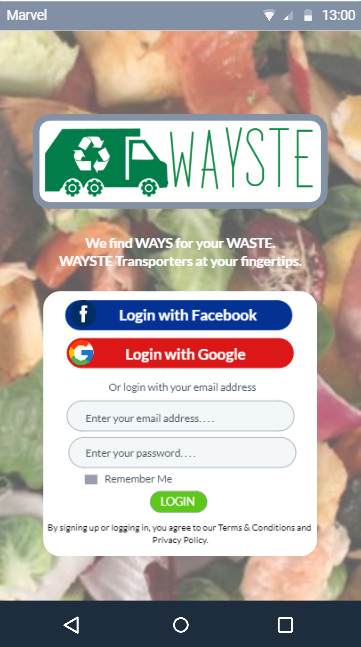 Marvel
13:00
WAYSTE
We find WAYS for your WASTE.
WAYSTE Transporters at your fingertips.
f Login with Facebook
G Login with Google
Or login with your email address
Enter your email address. . . .
Enter your password. . . .
Remember Me
LOGIN
By signing up or logging in, you agree to our Terms & Conditions and
Privacy Policy.